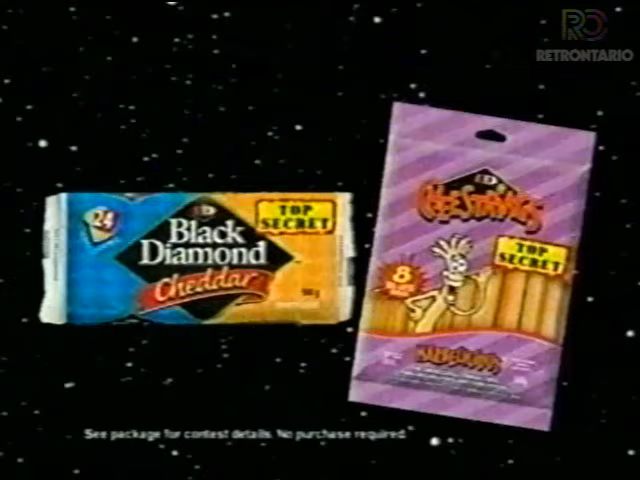 RETRONTARIO
24
Black
Diamond
Cheddar
TOP
SECRET
CHEESTRINGS
TOP
SECRET
8
MARBELICIOUS
See package for contest details. No purchase required.